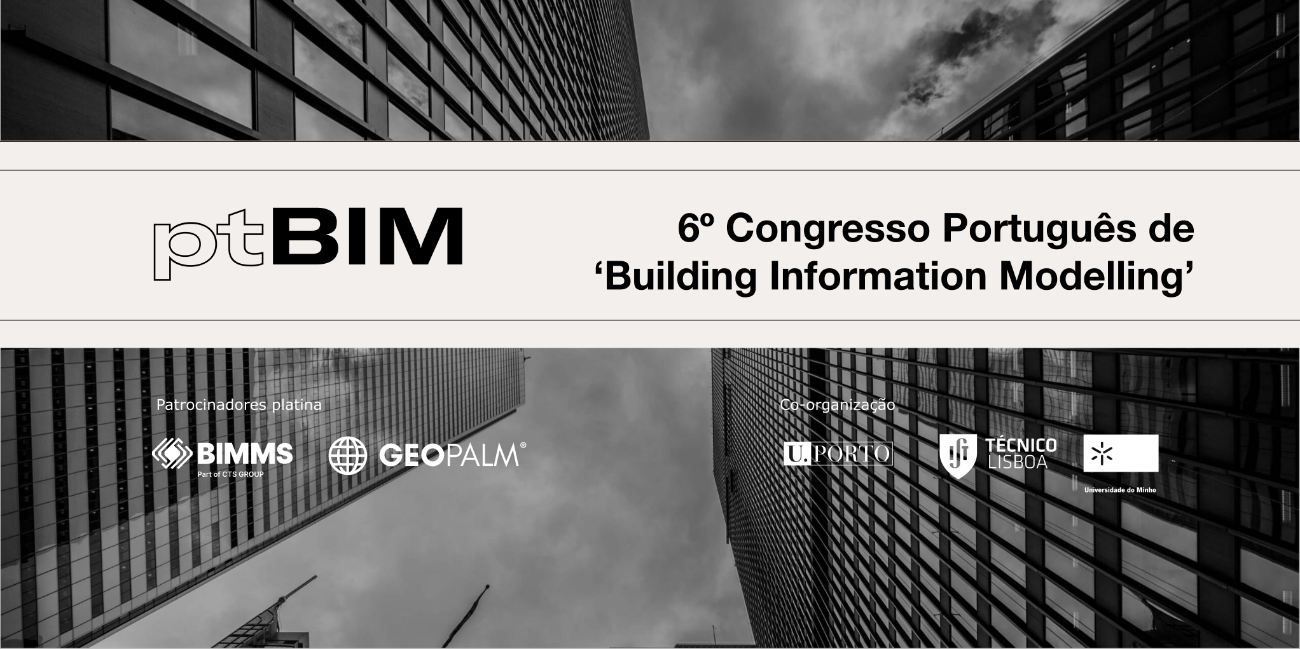 ptBIM
6º Congresso Português de
‘Building Information Modelling’
Patrocinadores platina
BIMMS
Part of CTS GROUP
GEOPALM®
Co-organização
U.PORTO
TÉCNICO
LISBOA
Universidade do Minho